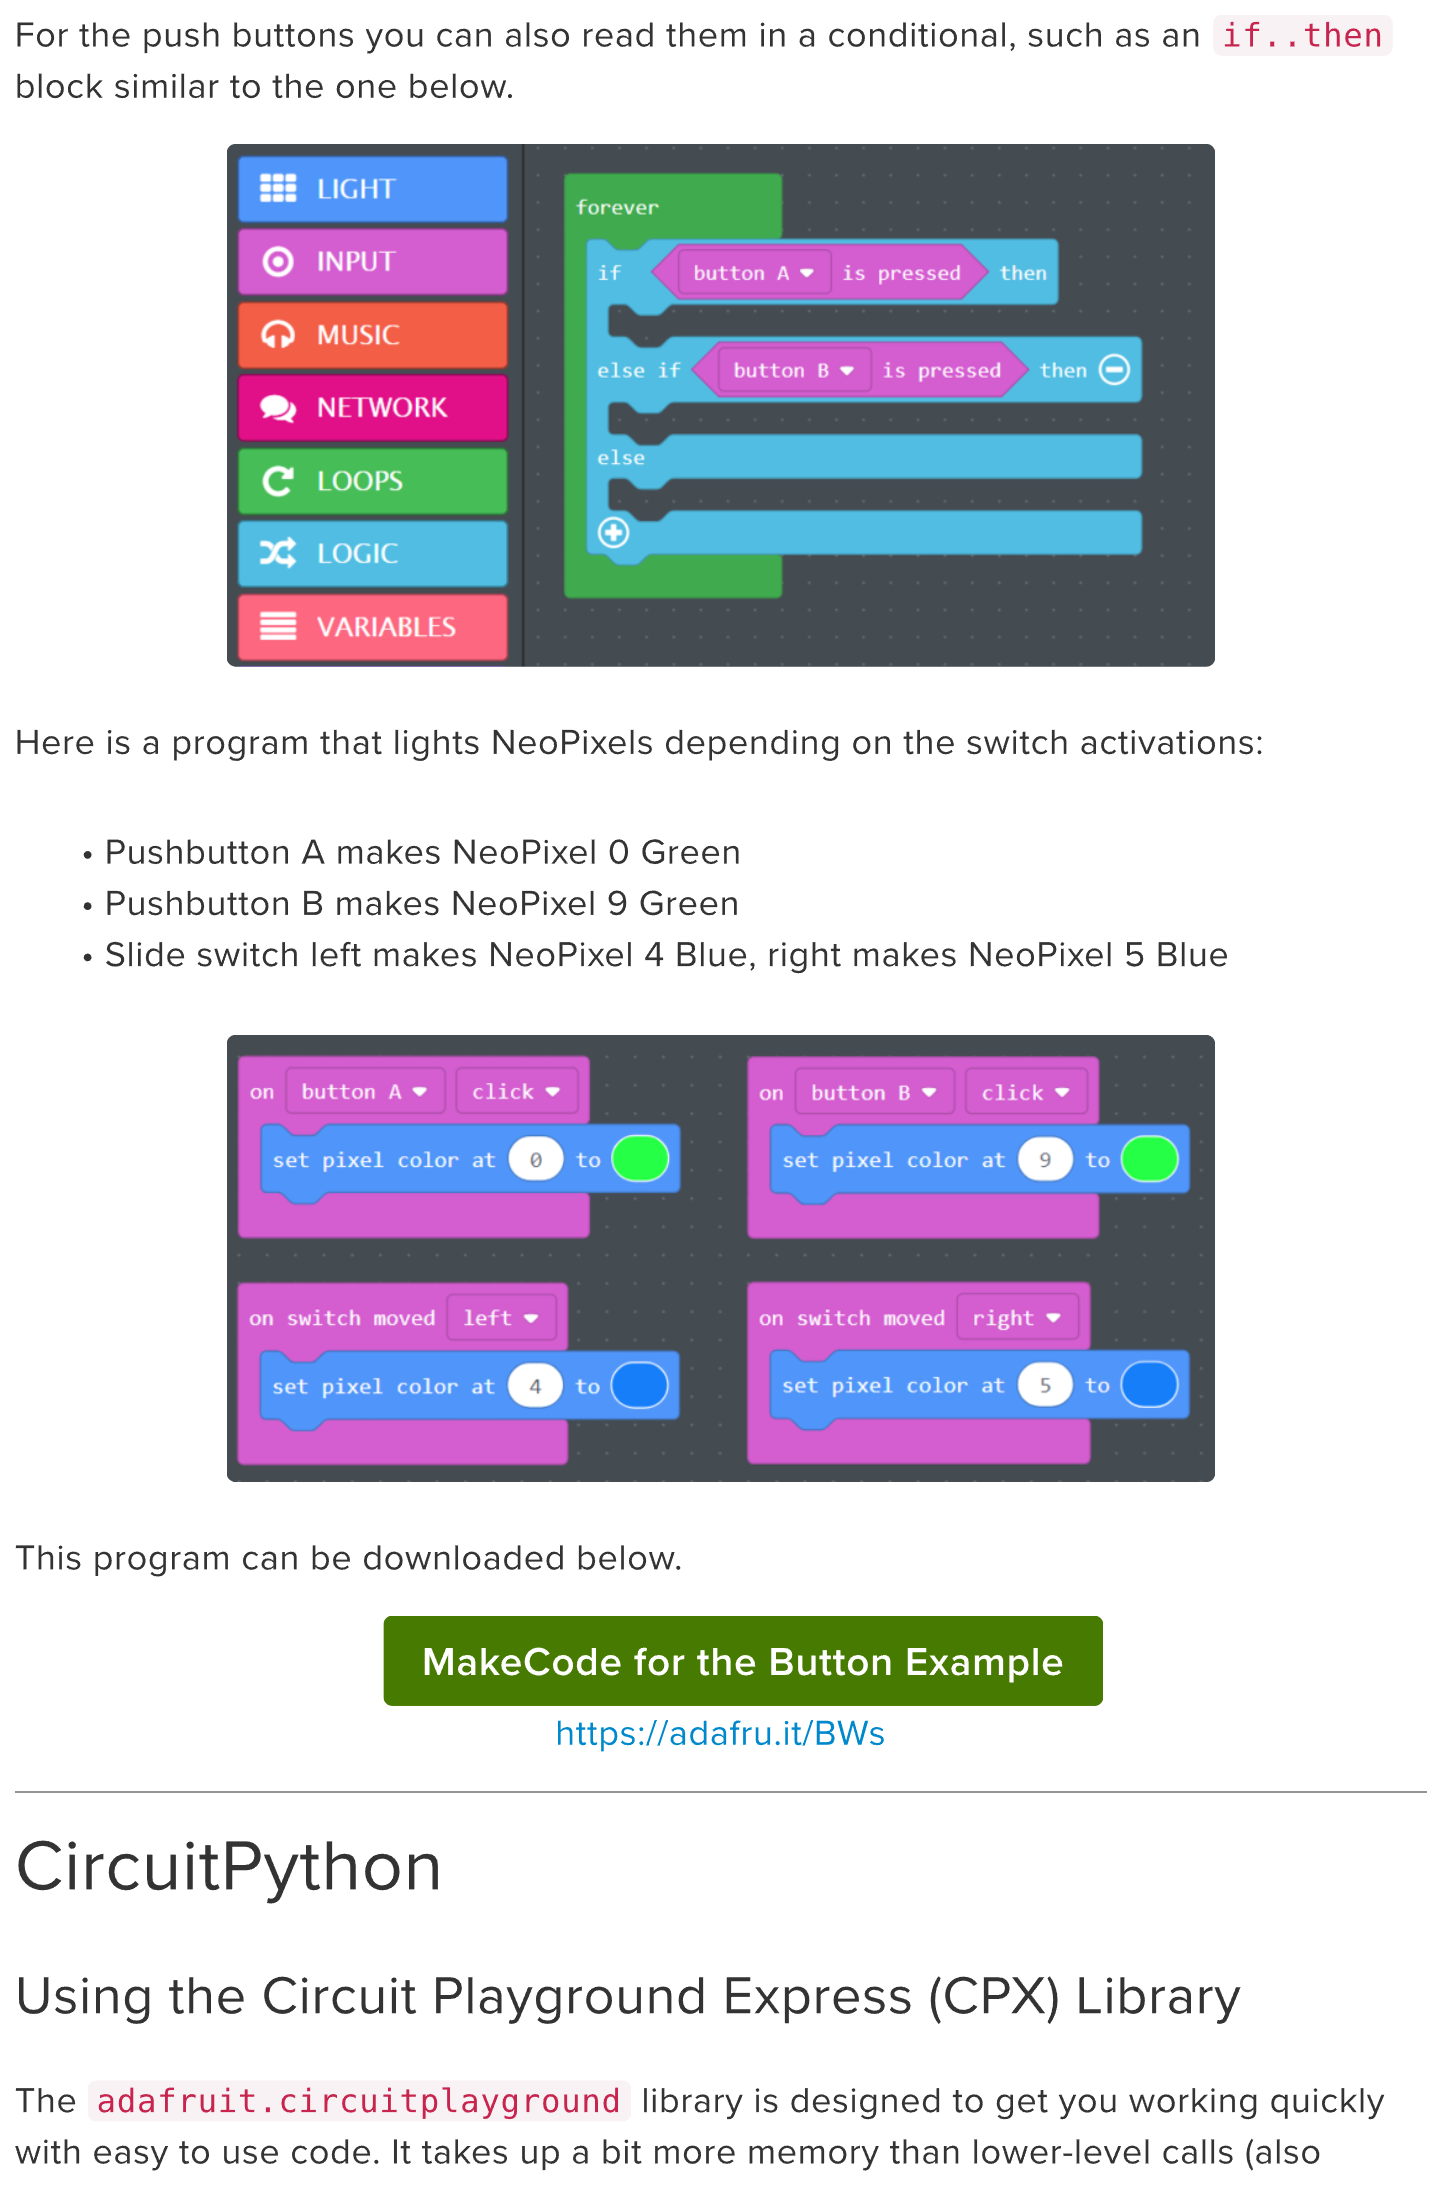 For the push buttons you can also read them in a conditional, such as an if..then
block similar to the one below.
LIGHT
INPUT
MUSIC
NETWORK
LOOPS
LOGIC
VARIABLES
forever
if button A is pressed then
else if button B is pressed then
else
Here is a program that lights NeoPixels depending on the switch activations:
• Pushbutton A makes NeoPixel 0 Green
• Pushbutton B makes NeoPixel 9 Green
• Slide switch left makes NeoPixel 4 Blue, right makes NeoPixel 5 Blue
on button A click
set pixel color at 0 to
on button B click
set pixel color at 9 to
on switch moved left
set pixel color at 4 to
on switch moved right
set pixel color at 5 to
This program can be downloaded below.
MakeCode for the Button Example
https://adafru.it/BWs
CircuitPython
Using the Circuit Playground Express (CPX) Library
The adafruit.circuitplayground library is designed to get you working quickly
with easy to use code. It takes up a bit more memory than lower-level calls (also